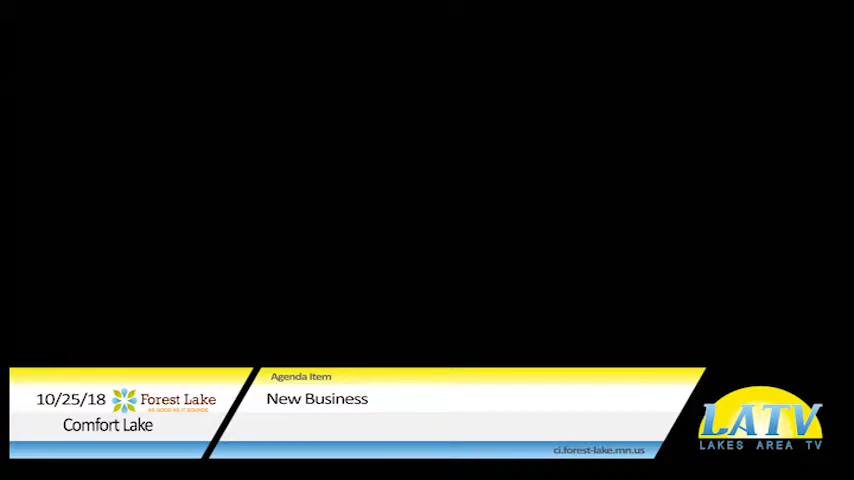 Agenda Item
10/25/18 Forest Lake
AS GOOD AS IT SOUNDS
New Business
Comfort Lake
ci.forest-lake.mn.us
LATV
LAKES AREA TV